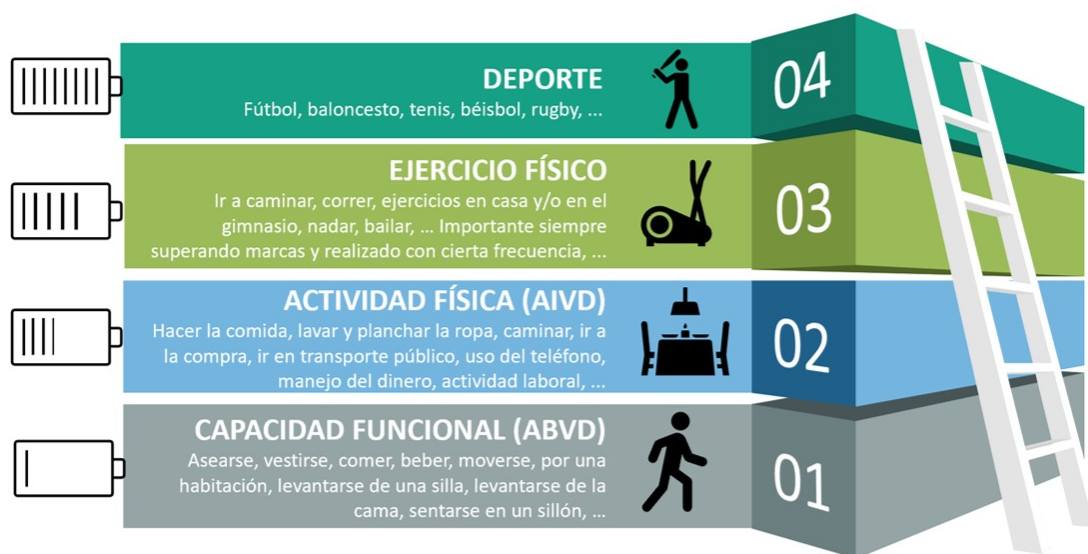 DEPORTE
Fútbol, baloncesto, tenis, béisbol, rugby, ...
04
EJERCICIO FÍSICO
Ir a caminar, correr, ejercicios en casa y/o en el
gimnasio, nadar, bailar, ... Importante siempre
superando marcas y realizado con cierta frecuencia, ...
03
ACTIVIDAD FÍSICA (AIVD)
Hacer la comida, lavar y planchar la ropa, caminar, ir a
la compra, ir en transporte público, uso del teléfono,
manejo del dinero, actividad laboral, ...
02
CAPACIDAD FUNCIONAL (ABVD)
Asearse, vestirse, comer, beber, moverse, por una
habitación, levantarse de una silla, levantarse de la
cama, sentarse en un sillón, ...
01